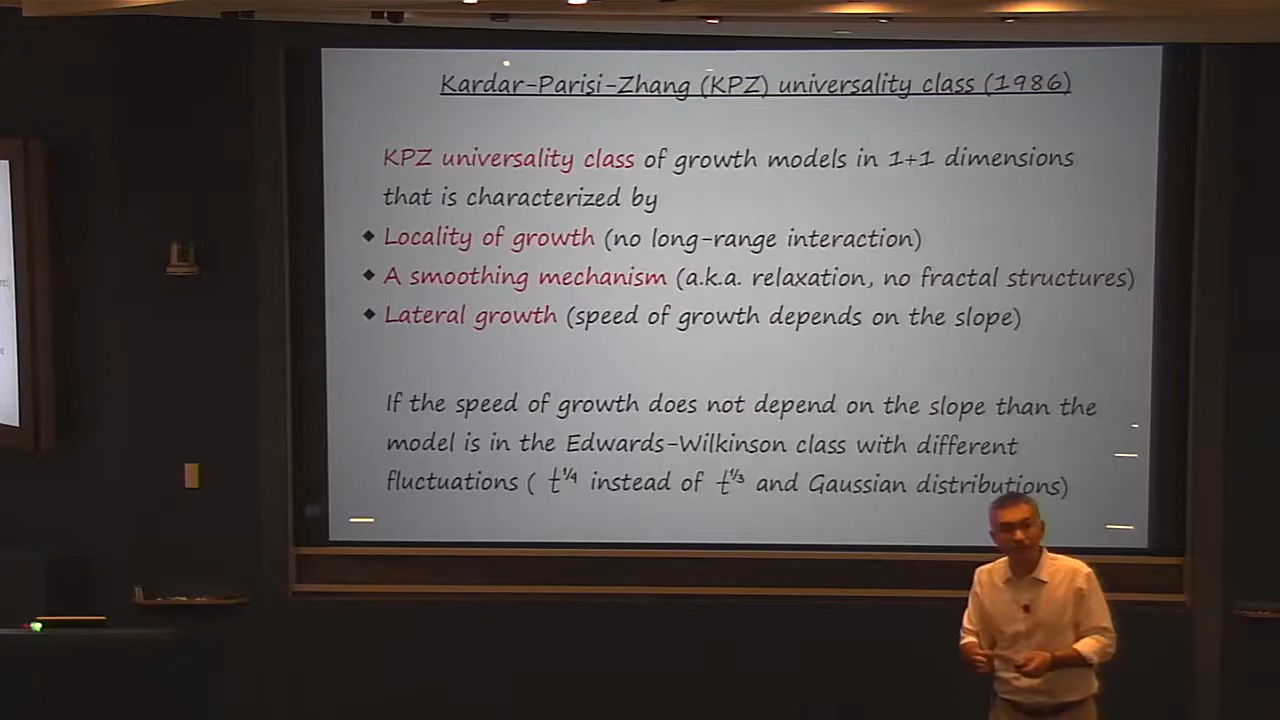 Kardar-Parisi-Zhang (KPZ) universality class (1986)
KPZ universality class of growth models in 1+1 dimensions
that is characterized by
◆ Locality of growth (no long-range interaction)
◆ A smoothing mechanism (a.k.a. relaxation, no fractal structures)
◆ Lateral growth (speed of growth depends on the slope)
If the speed of growth does not depend on the slope than the
model is in the Edwards-Wilkinson class with different
fluctuations ( t^1/4 instead of t^1/3 and Gaussian distributions)